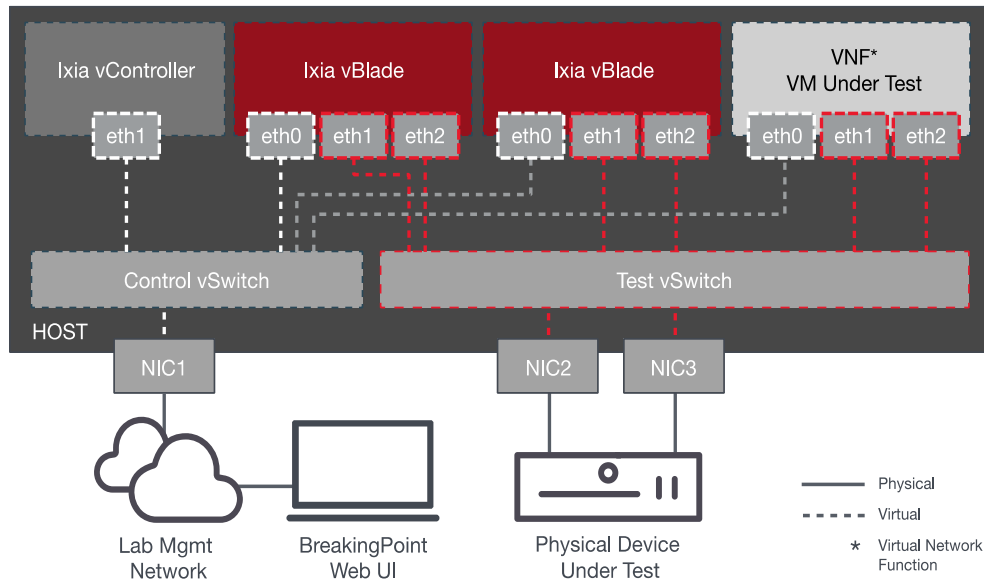 Ixia vController
Ixia vBlade
Ixia vBlade
VNF*
VM Under Test
eth1
eth0
eth1
eth2
eth0
eth1
eth2
eth0
eth1
eth2
Control vSwitch
Test vSwitch
HOST
NIC1
NIC2
NIC3
Lab Mgmt
Network
BreakingPoint
Web UI
Physical Device
Under Test
Physical
Virtual
* Virtual Network
Function